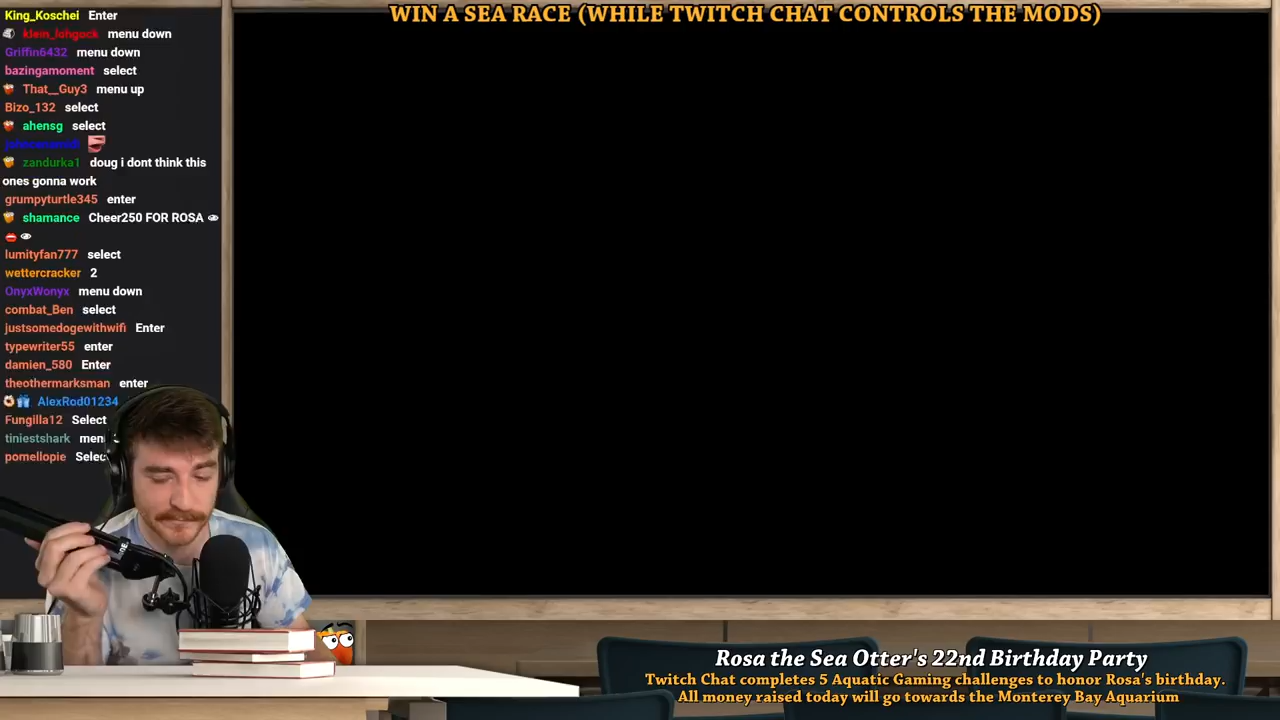 WIN A SEA RACE (WHILE TWITCH CHAT CONTROLS THE MODS)
King_Koschei Enter
klein_lohgock menu down
Griffin6432 menu down
bazingamoment select
That__Guy3 menu up
Bizo_132 select
ahensg select
zandurka1 doug i dont think this
ones gonna work
grumpyturtle345 enter
shamance Cheer250 FOR ROSA
lumityfan777 select
wettercracker 2
OnyxWonyx menu down
combat_Ben select
justsomedogewithwifi Enter
typewriter55 enter
damien_580 Enter
theothermarksman enter
AlexRod01234
Fungilla12 Select
tiniestshark men
pomellopie Selec
Rosa the Sea Otter's 22nd Birthday Party
Twitch Chat completes 5 Aquatic Gaming challenges to honor Rosa's birthday.
All money raised today will go towards the Monterey Bay Aquarium